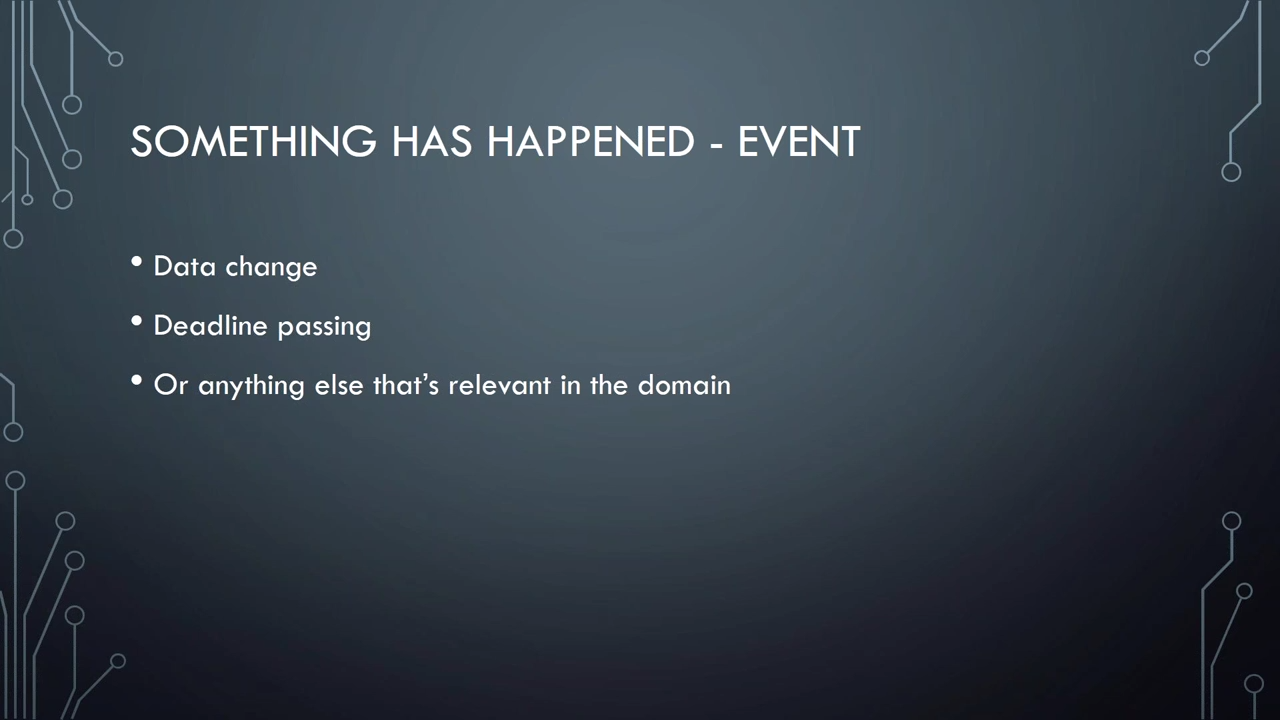 SOMETHING HAS HAPPENED - EVENT
• Data change
• Deadline passing
• Or anything else that’s relevant in the domain